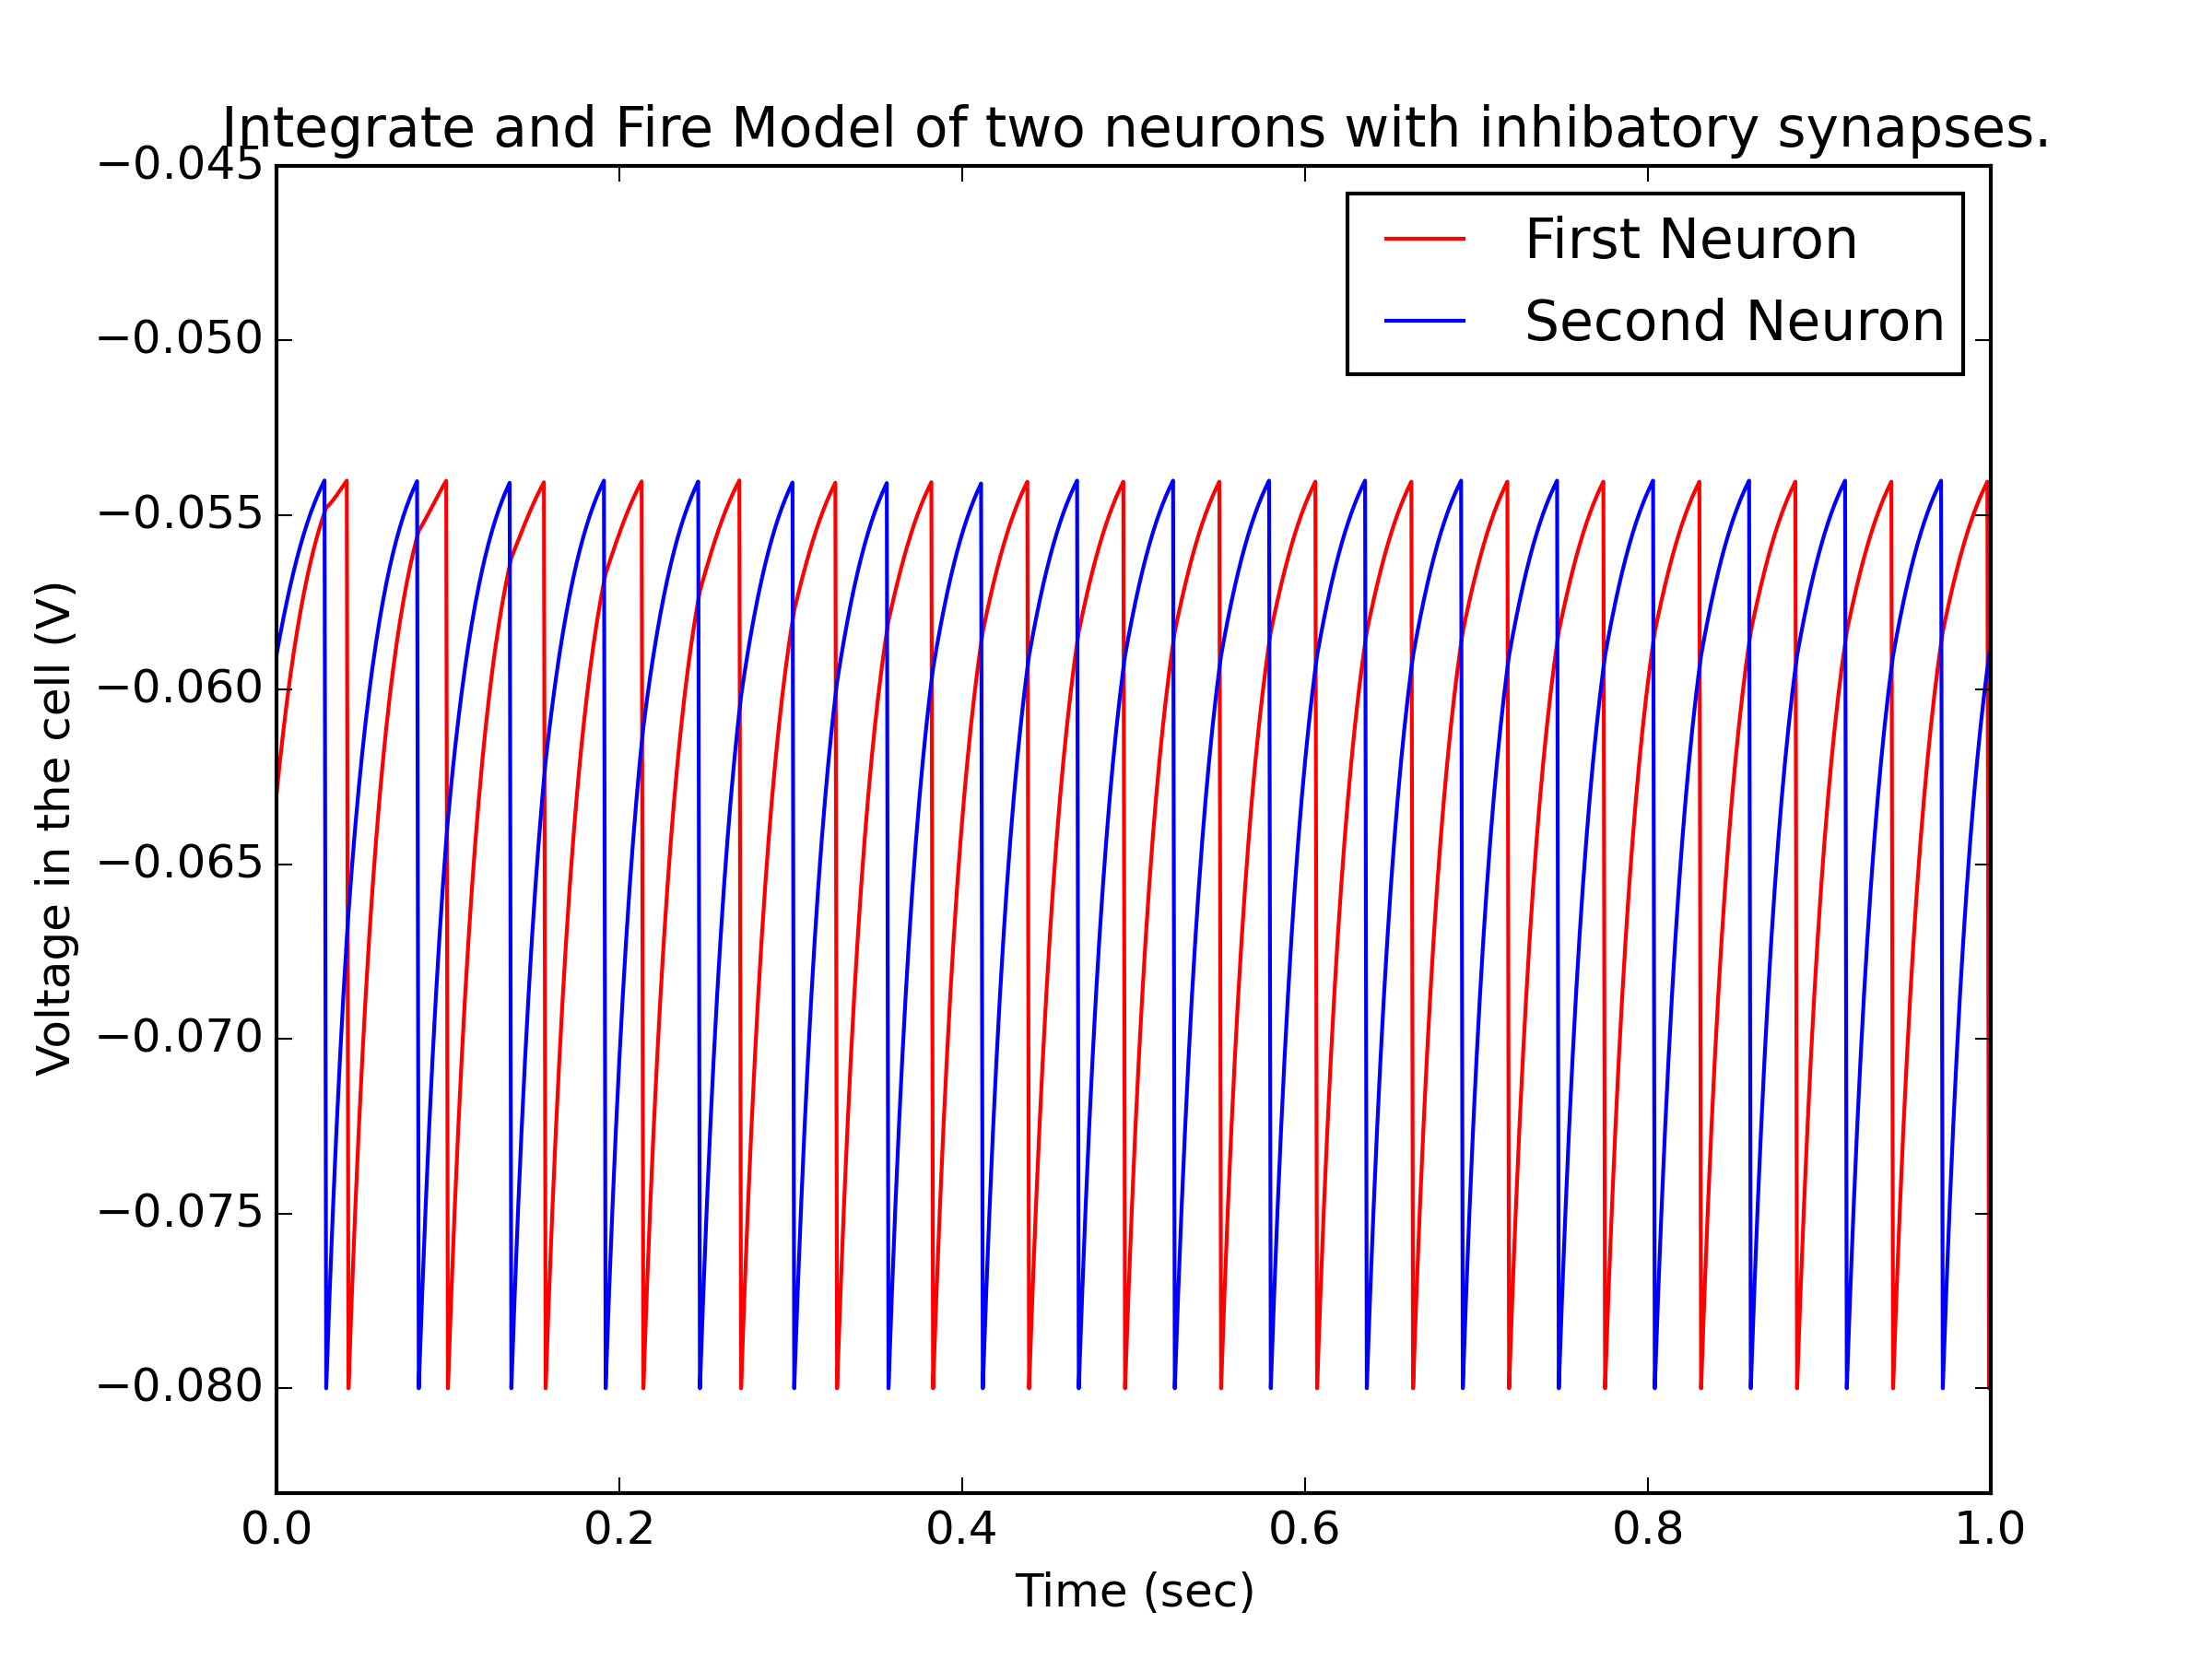 Integrate and Fire Model of two neurons with inhibatory synapses.
−0.045
−0.050
−0.055
−0.060
−0.065
−0.070
−0.075
−0.080
Voltage in the cell (V)
First Neuron
Second Neuron
0.0 0.2 0.4 0.6 0.8 1.0
Time (sec)